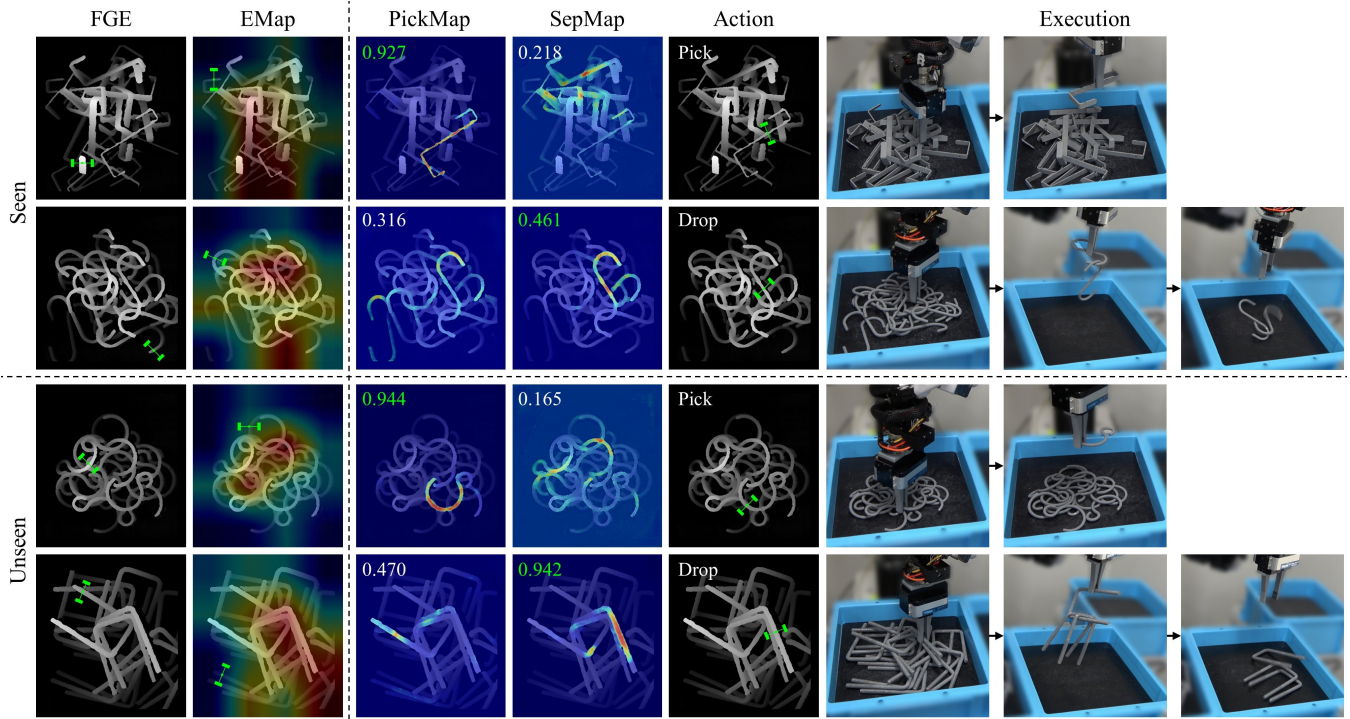 FGE EMap PickMap SepMap Action Execution
Seen
0.927 0.218 Pick
0.316 0.461 Drop
Unseen
0.944 0.165 Pick
0.470 0.942 Drop